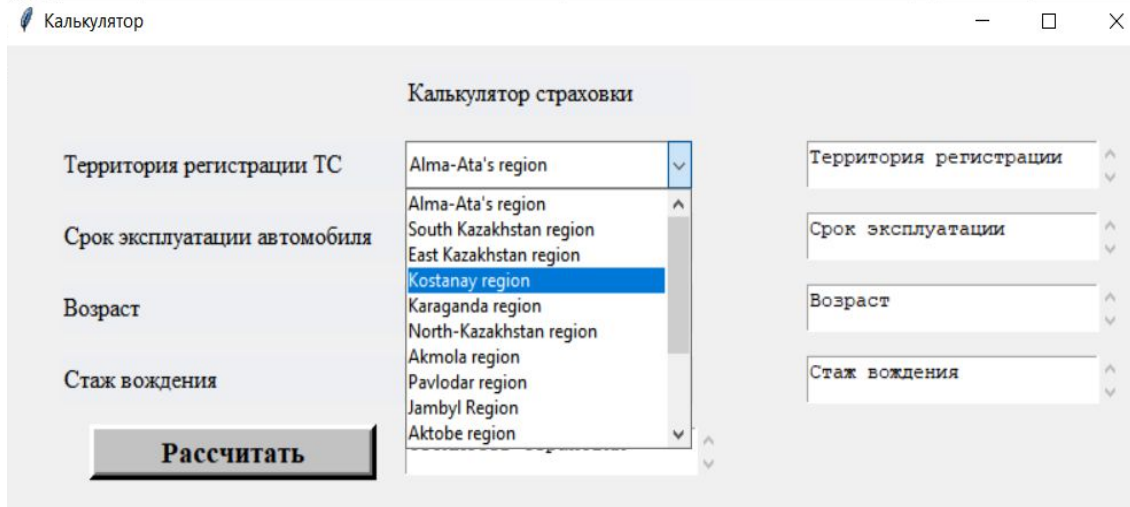 Калькулятор
Калькулятор страховки
Территория регистрации ТС
Alma-Ata's region
Территория регистрации
Alma-Ata's region
South Kazakhstan region
Срок эксплуатации автомобиля
Срок эксплуатации
East Kazakhstan region
Kostanay region
Возраст
Возраст
Karaganda region
North-Kazakhstan region
Akmola region
Стаж вождения
Стаж вождения
Pavlodar region
Jambyl Region
Aktobe region
Рассчитать